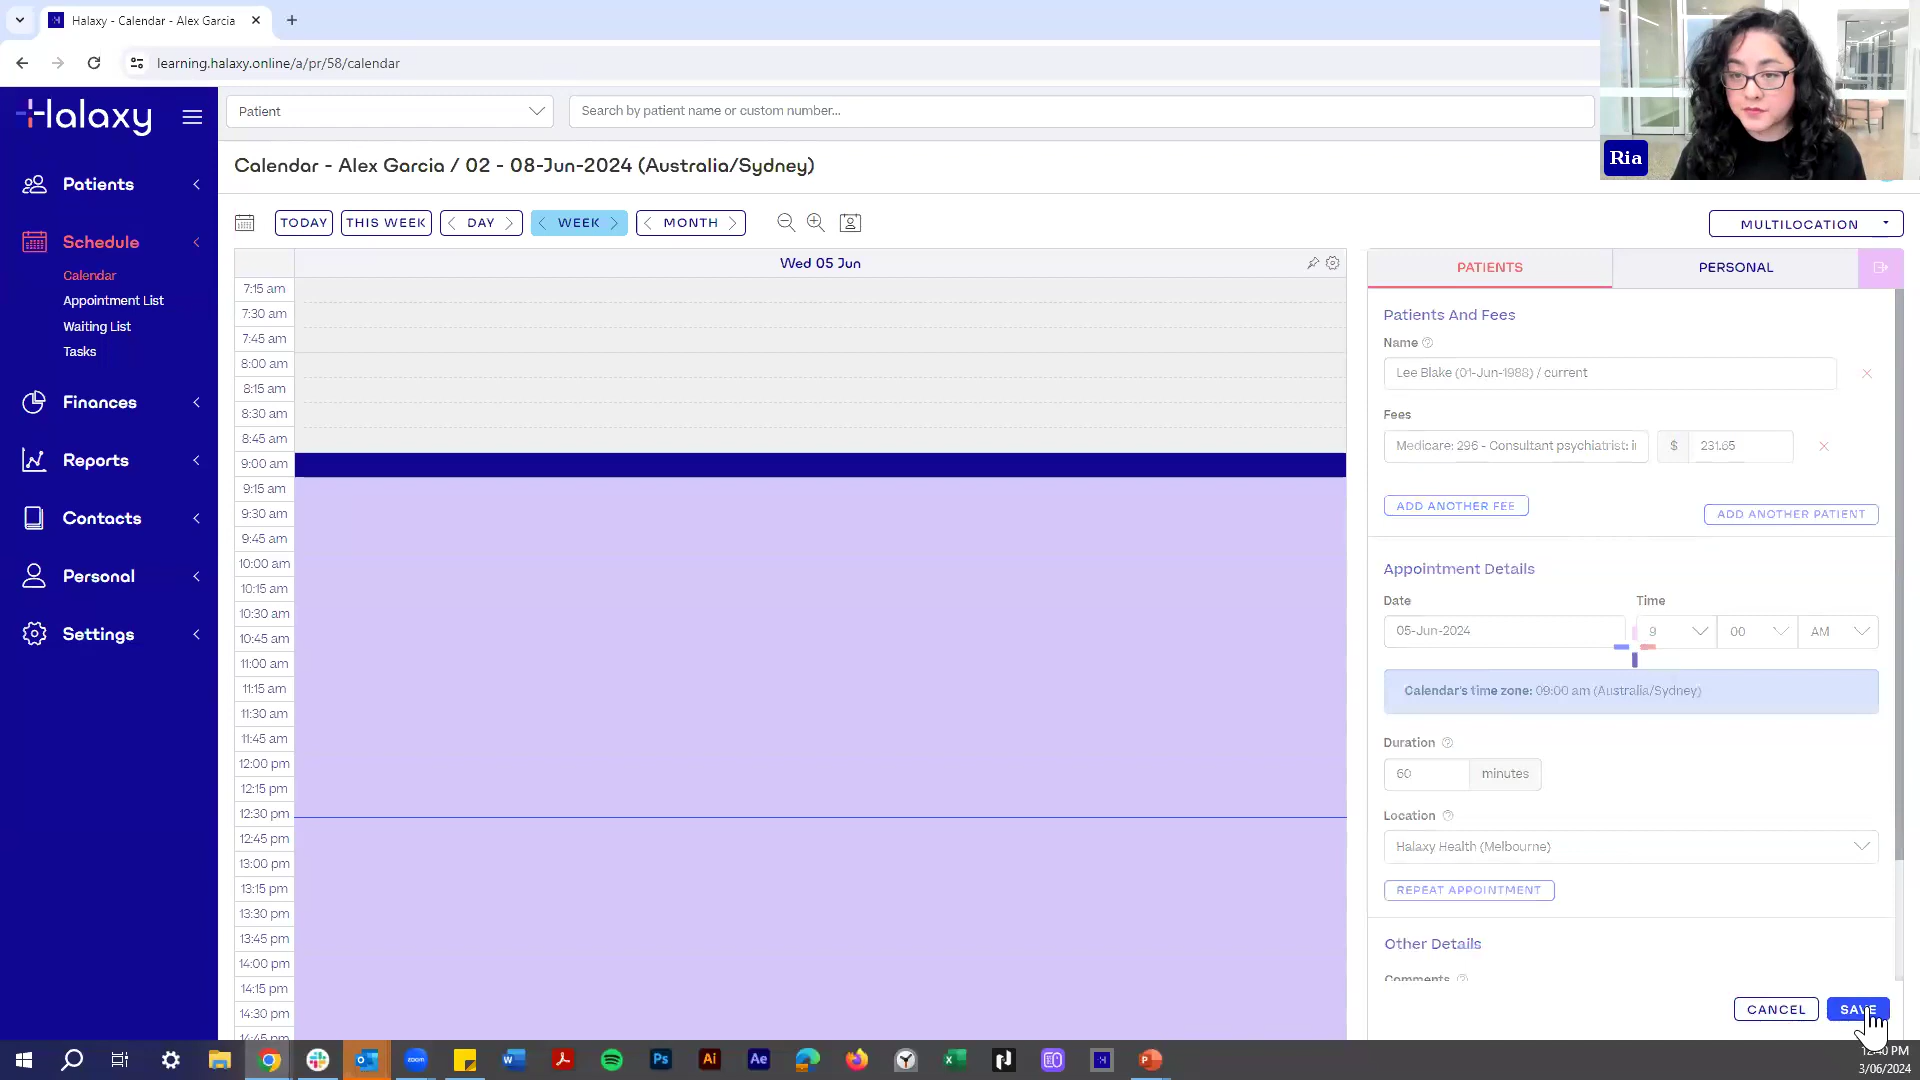 Halaxy - Calendar - Alex Garcia
learning.halaxy.online/a/pr/58/calendar
Halaxy
Patient
Search by patient name or custom number...
Ria
Calendar - Alex Garcia / 02 - 08-Jun-2024 (Australia/Sydney)
Patients
Schedule
Calendar
Appointment List
Waiting List
Tasks
Finances
Reports
Contacts
Personal
Settings
TODAY
THIS WEEK
DAY
WEEK
MONTH
MULTILOCATION
Wed 05 Jun
7:15 am
7:30 am
7:45 am
8:00 am
8:15 am
8:30 am
8:45 am
9:00 am
9:15 am
9:30 am
9:45 am
10:00 am
10:15 am
10:30 am
10:45 am
11:00 am
11:15 am
11:30 am
11:45 am
12:00 pm
12:15 pm
12:30 pm
12:45 pm
13:00 pm
13:15 pm
13:30 pm
13:45 pm
14:00 pm
14:15 pm
14:30 pm
14:45 pm
PATIENTS
PERSONAL
Patients And Fees
Name
Lee Blake (01-Jun-1988) / current
Fees
Medicare: 296 - Consultant psychiatrist: i
$ 231.65
ADD ANOTHER FEE
ADD ANOTHER PATIENT
Appointment Details
Date
Time
05-Jun-2024
9
00
AM
Calendar's time zone: 09:00 am (Australia/Sydney)
Duration
60 minutes
Location
Halaxy Health (Melbourne)
REPEAT APPOINTMENT
Other Details
Comments
CANCEL
SAVE
12:40 PM
3/06/2024